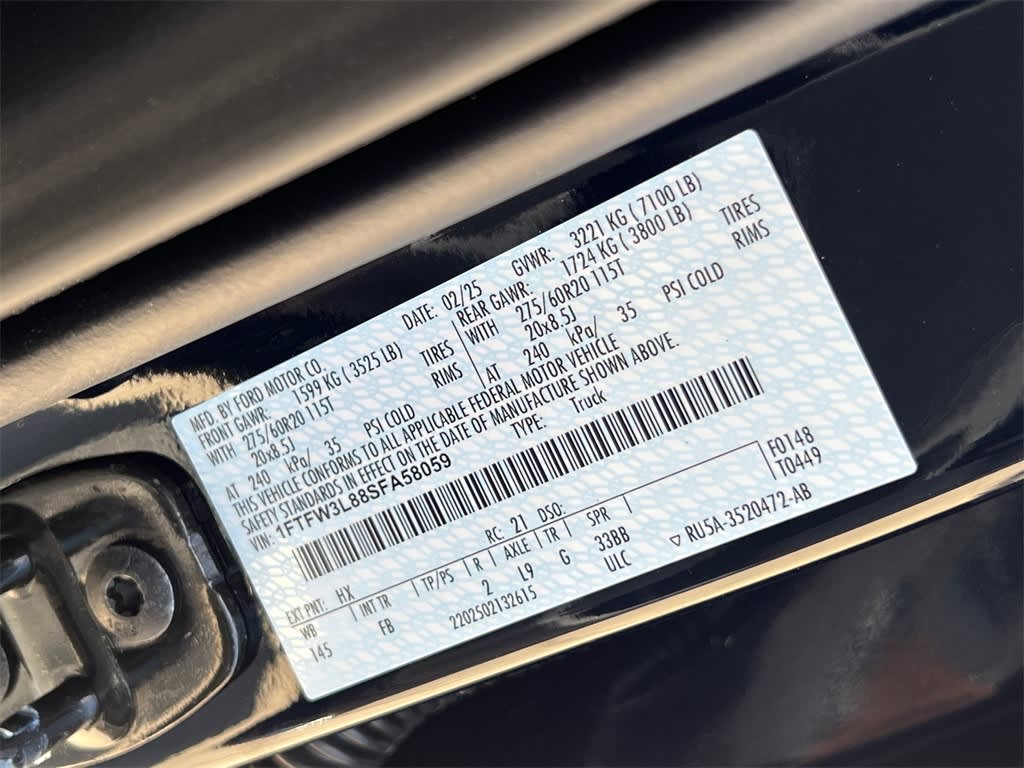 MFD. BY FORD MOTOR CO.
DATE: 02/25 GVWR: 3221 KG ( 7100 LB)
FRONT GAWR: 1599 KG ( 3525 LB) REAR GAWR: 1724 KG ( 3800 LB)
WITH 275/60R20 115T TIRES WITH 275/60R20 115T TIRES
20x8.5J RIMS 20x8.5J RIMS
AT 240 kPa/ 35 PSI COLD AT 240 kPa/ 35 PSI COLD
THIS VEHICLE CONFORMS TO ALL APPLICABLE FEDERAL MOTOR VEHICLE
SAFETY STANDARDS IN EFFECT ON THE DATE OF MANUFACTURE SHOWN ABOVE.
VIN: 1FTFW3L88SFA58059 TYPE: Truck
EXT PNT: HX RC: 21 DSO: F0148
WB INT TR TP/PS R AXLE TR SPR T0449
145 FB 2 L9 G 33BB
2202502132615 ULC
▽ RU5A-3520472-AB